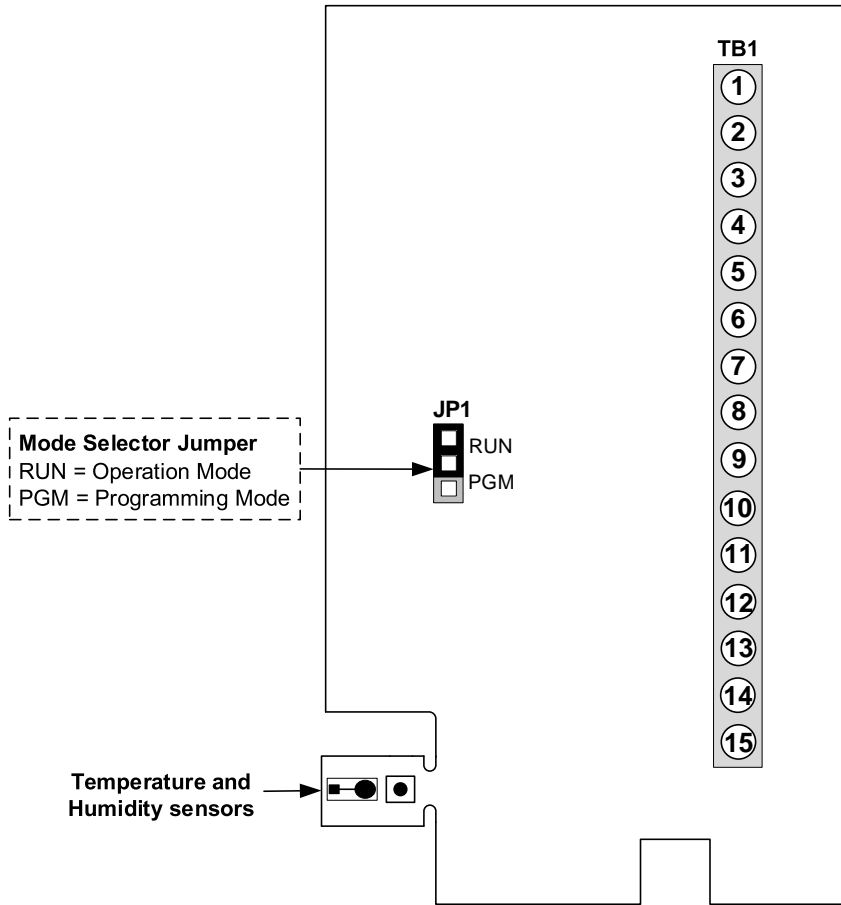 TB1
1
2
3
4
5
6
7
8
9
10
11
12
13
14
15
JP1
RUN
PGM
Mode Selector Jumper
RUN = Operation Mode
PGM = Programming Mode
Temperature and
Humidity sensors